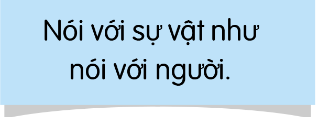 Nói với sự vật như
nói với người.